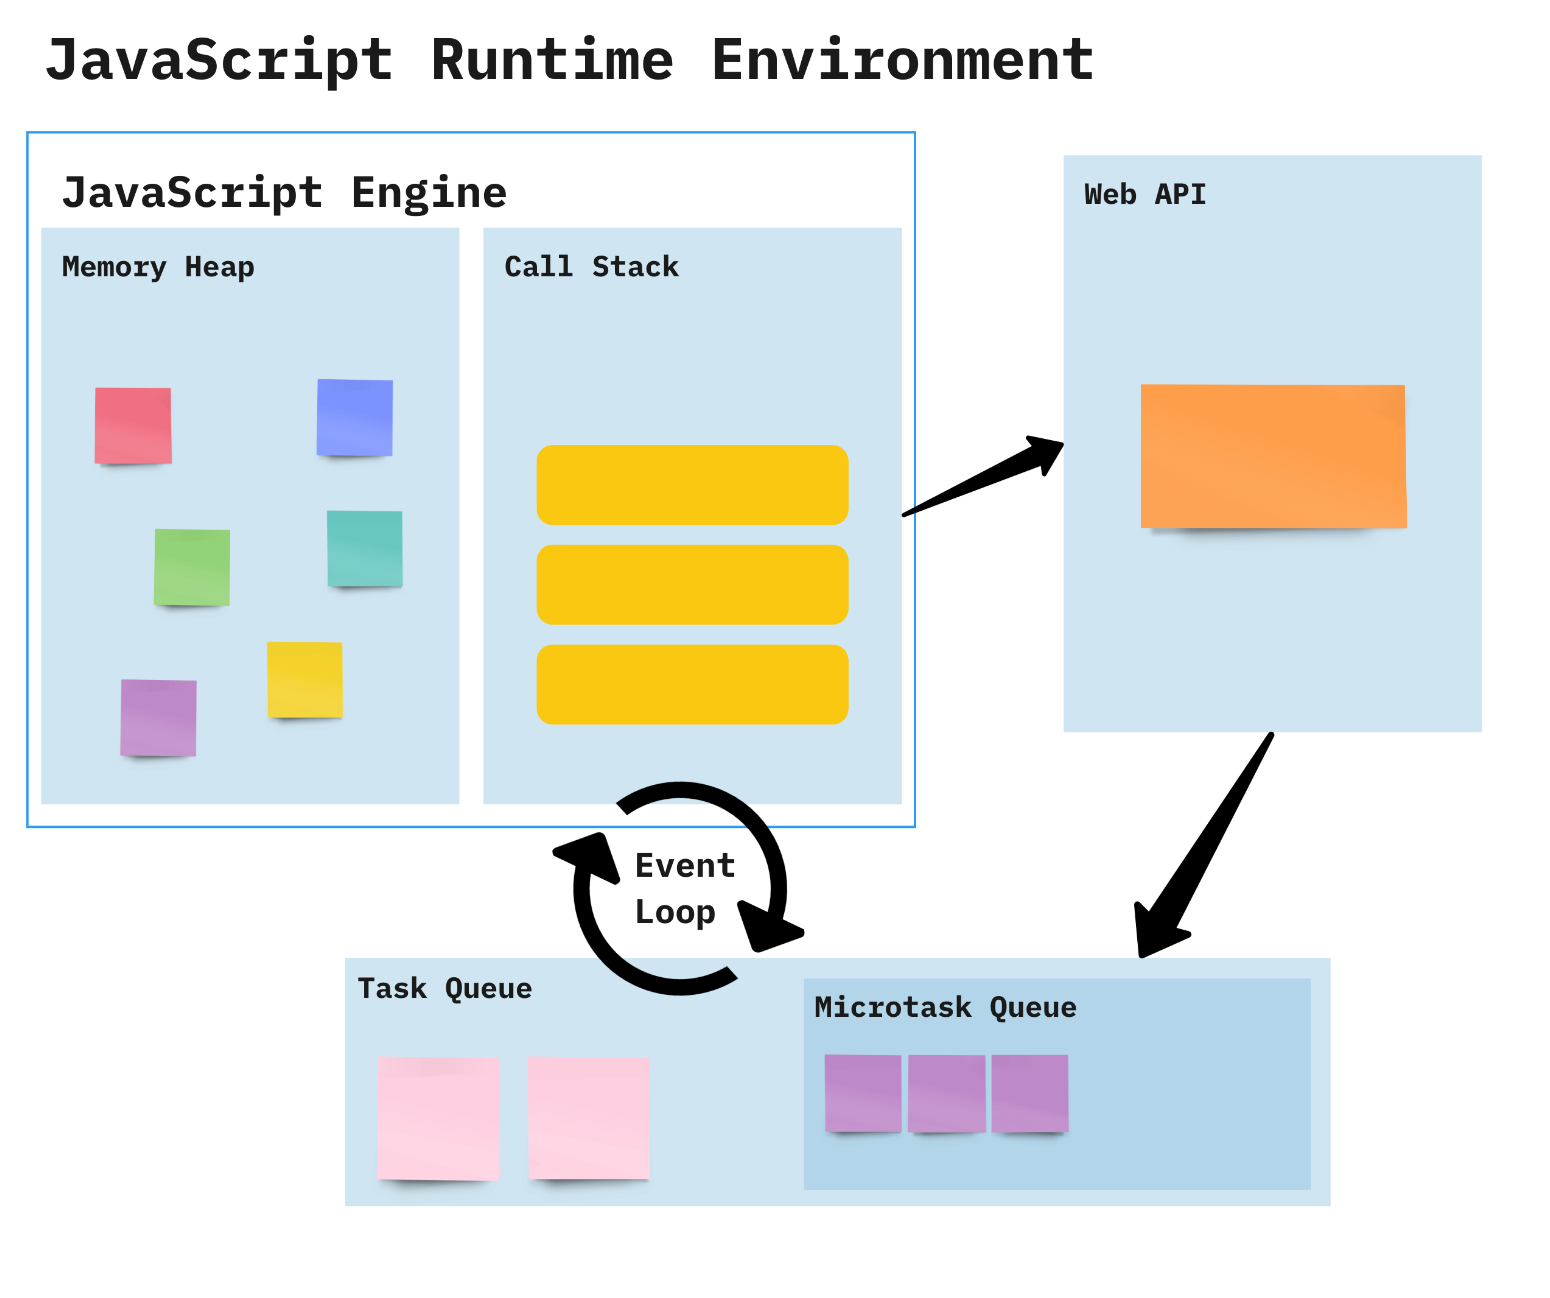 JavaScript Runtime Environment
JavaScript Engine
Memory Heap
Call Stack
Web API
Event
Loop
Task Queue
Microtask Queue